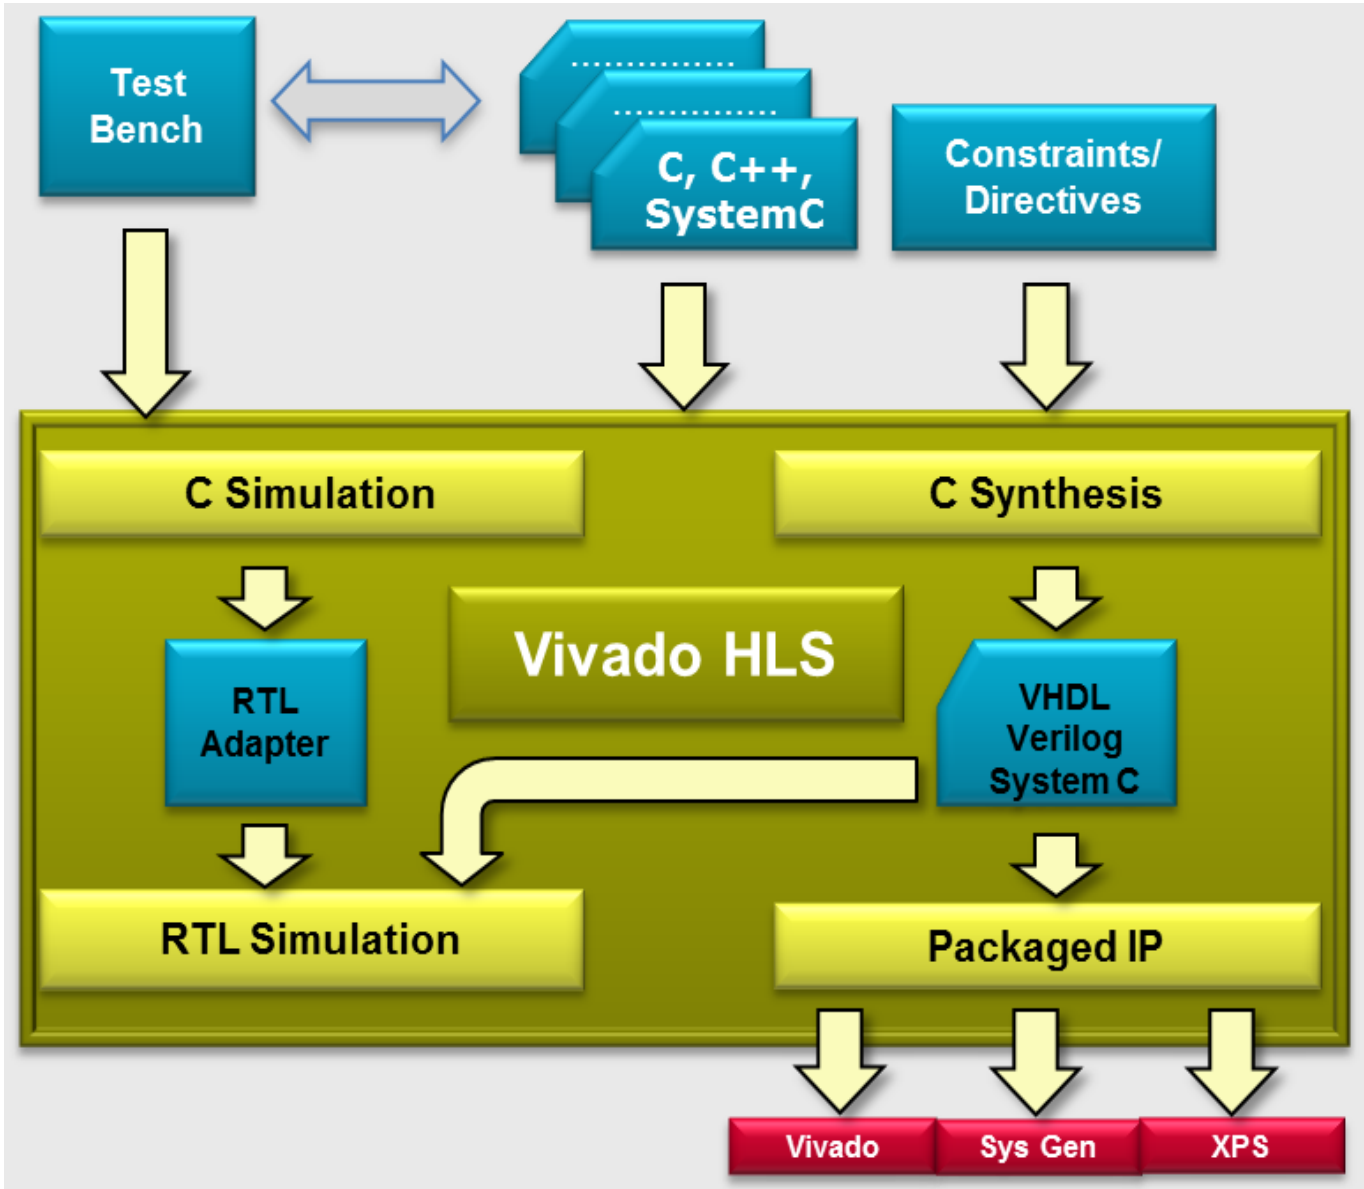 Test
Bench
C, C++,
SystemC
Constraints/
Directives
C Simulation
C Synthesis
Vivado HLS
RTL
Adapter
VHDL
Verilog
System C
RTL Simulation
Packaged IP
Vivado
Sys Gen
XPS